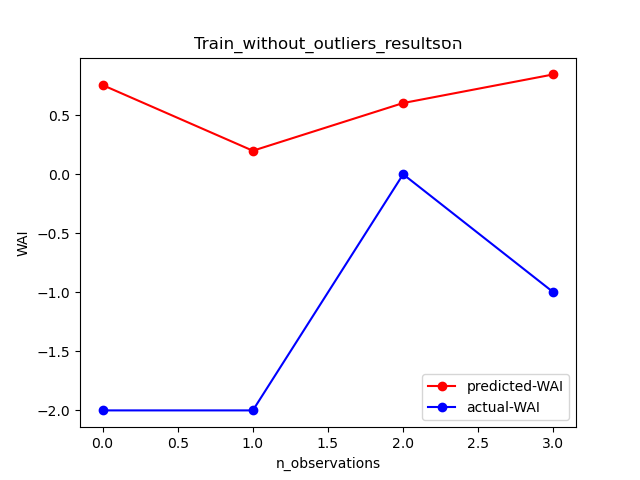 Train_without_outliers_resultsהסס
WAI
0.5
0.0
−0.5
−1.0
−1.5
−2.0
predicted-WAI
actual-WAI
0.0 0.5 1.0 1.5 2.0 2.5 3.0
n_observations